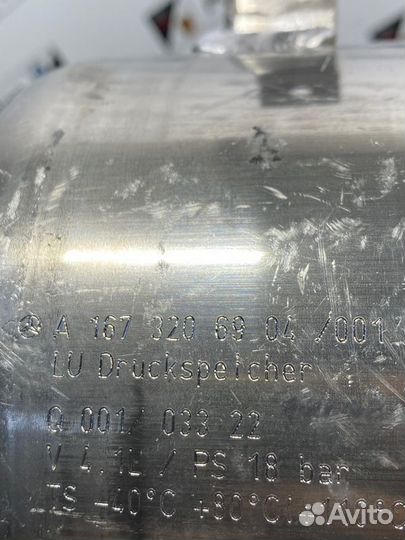 A 167 320 69 04 /001
LU Druckspeicher
Q 001/ 033 22
V 4.1L / PS 18 bar
TS -40°C +80°C
Avito